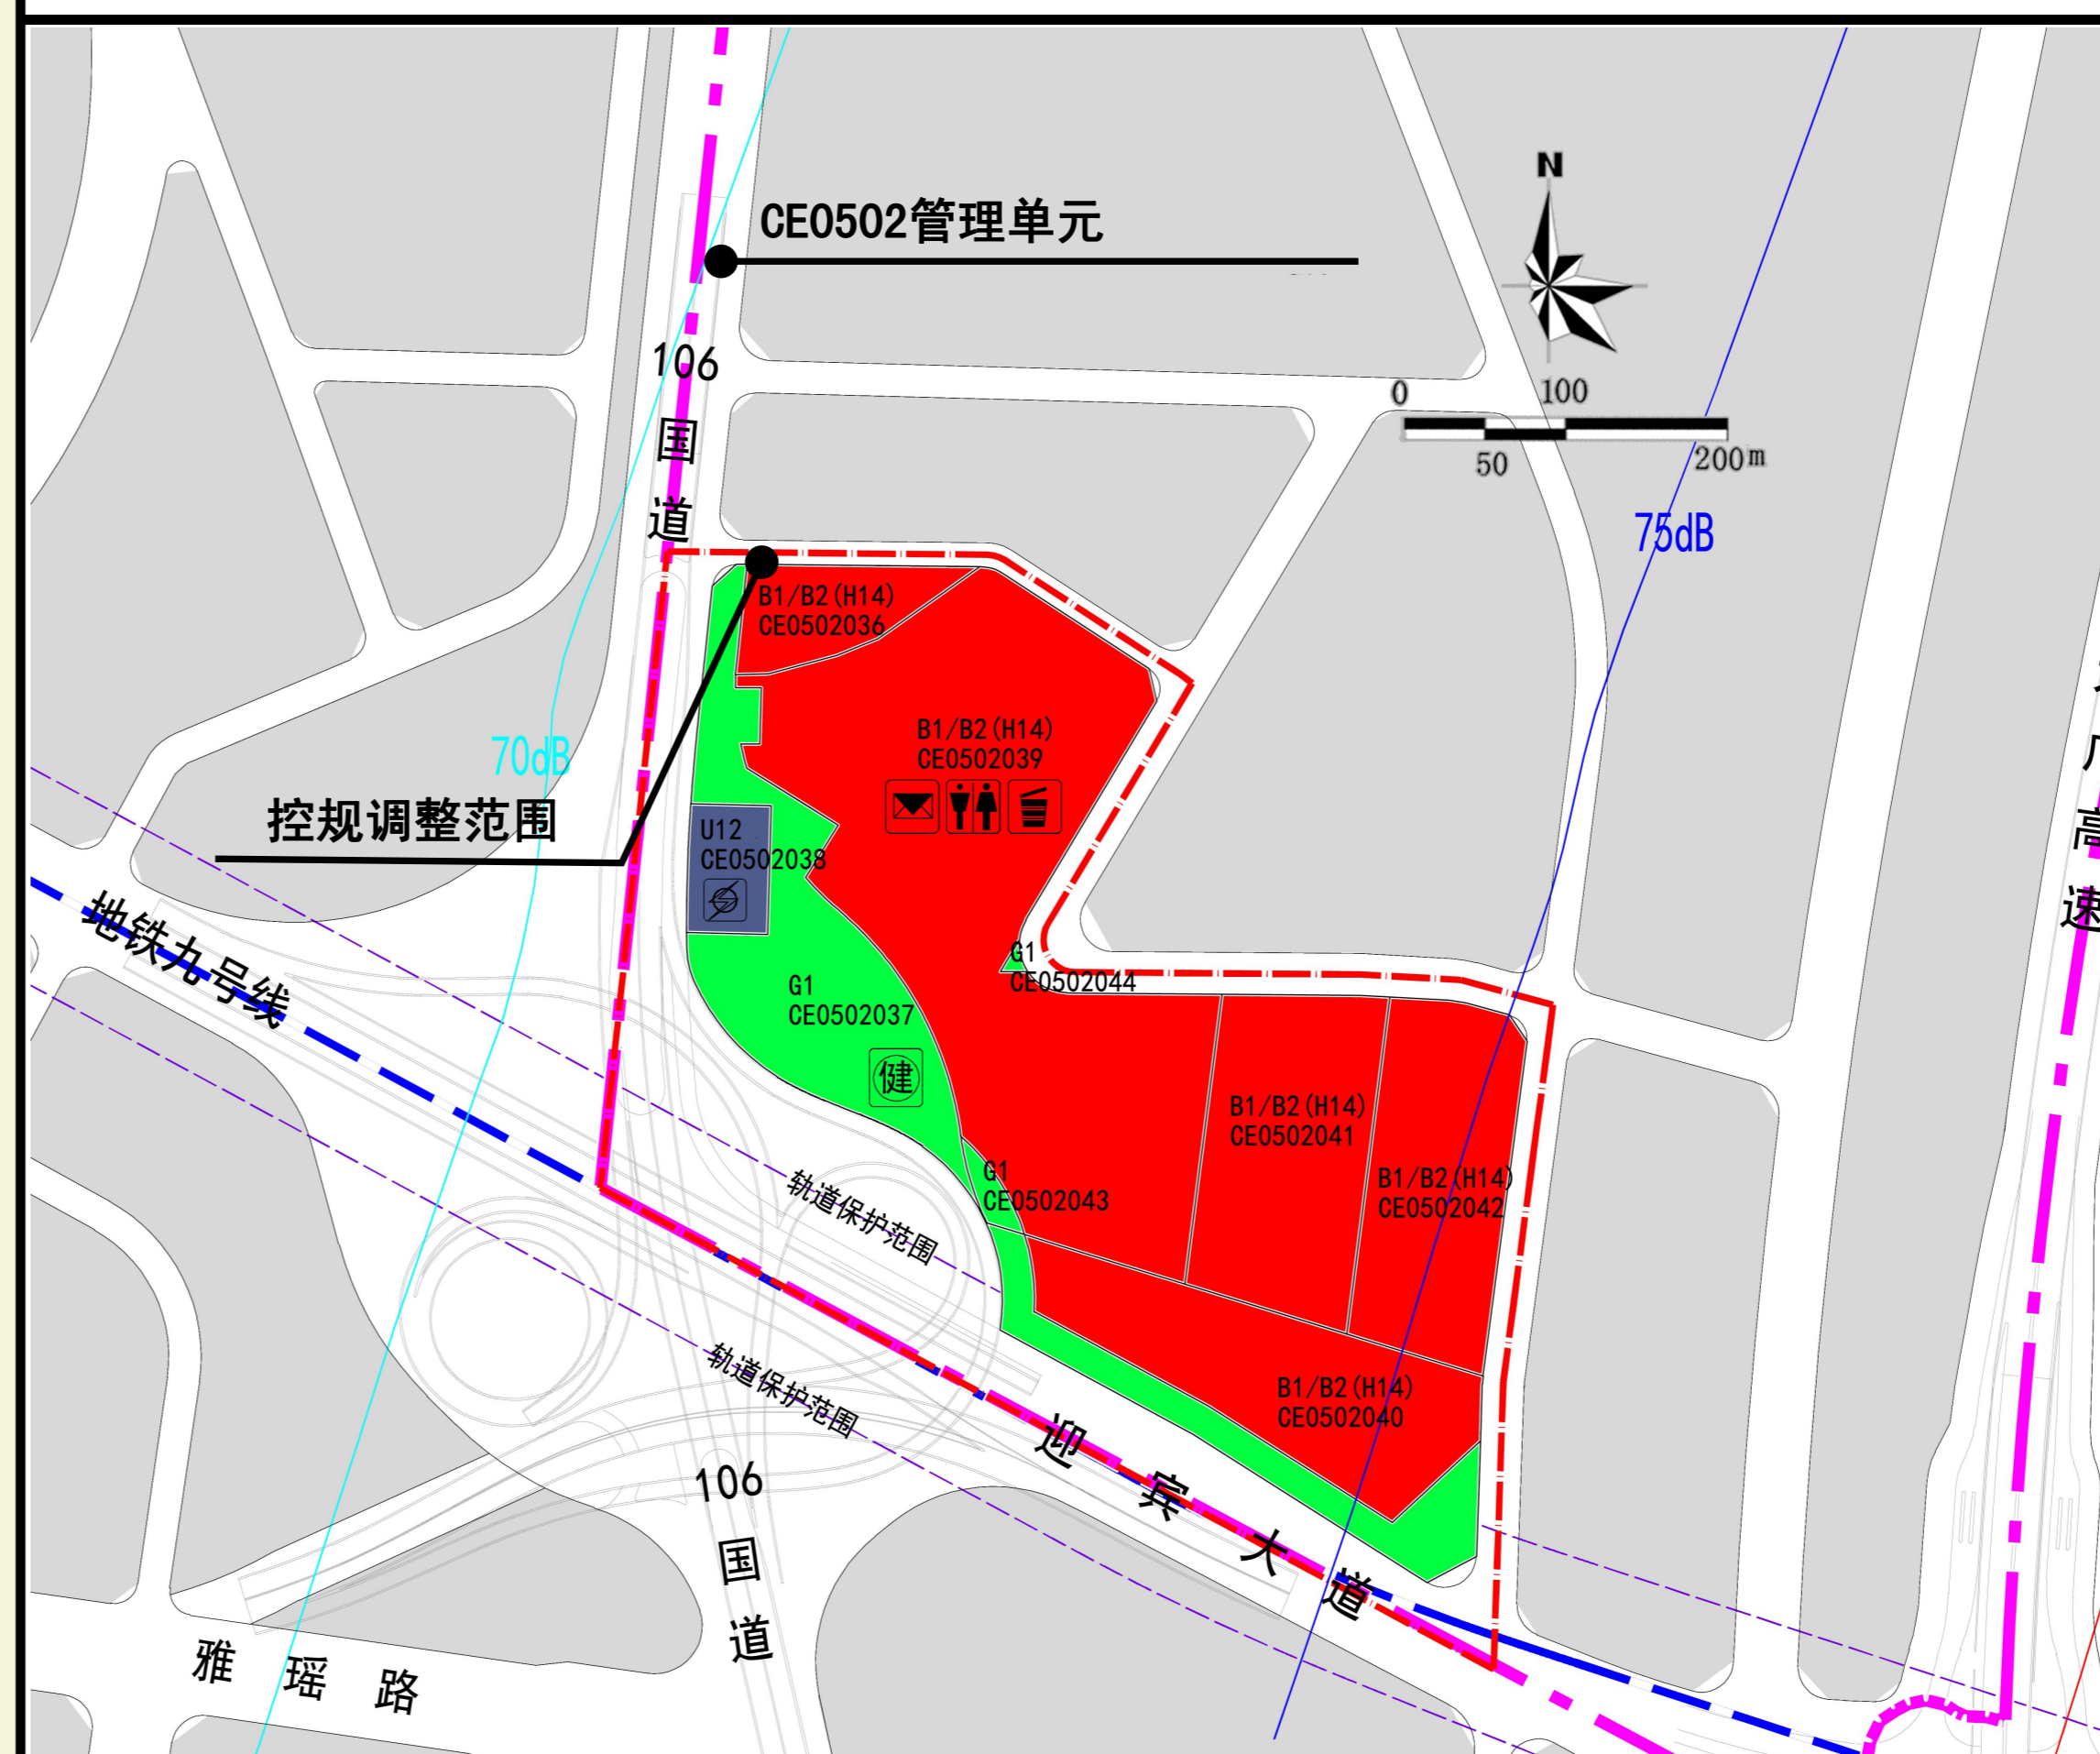 CE0502管理单元
N
0
100
50
200m
106
国
道
75dB
B1/B2(H14)
CE0502036
B1/B2(H14)
CE0502039
70dB
控规调整范围
U12
CE0502038
高
速
地铁九号线
G1
CE0502044
G1
CE0502037
健
B1/B2(H14)
CE0502041
B1/B2(H14)
CE0502042
G1
CE0502043
轨道保护范围
轨道保护范围
B1/B2(H14)
CE0502040
迎宾大道
106
国
道
雅瑶路